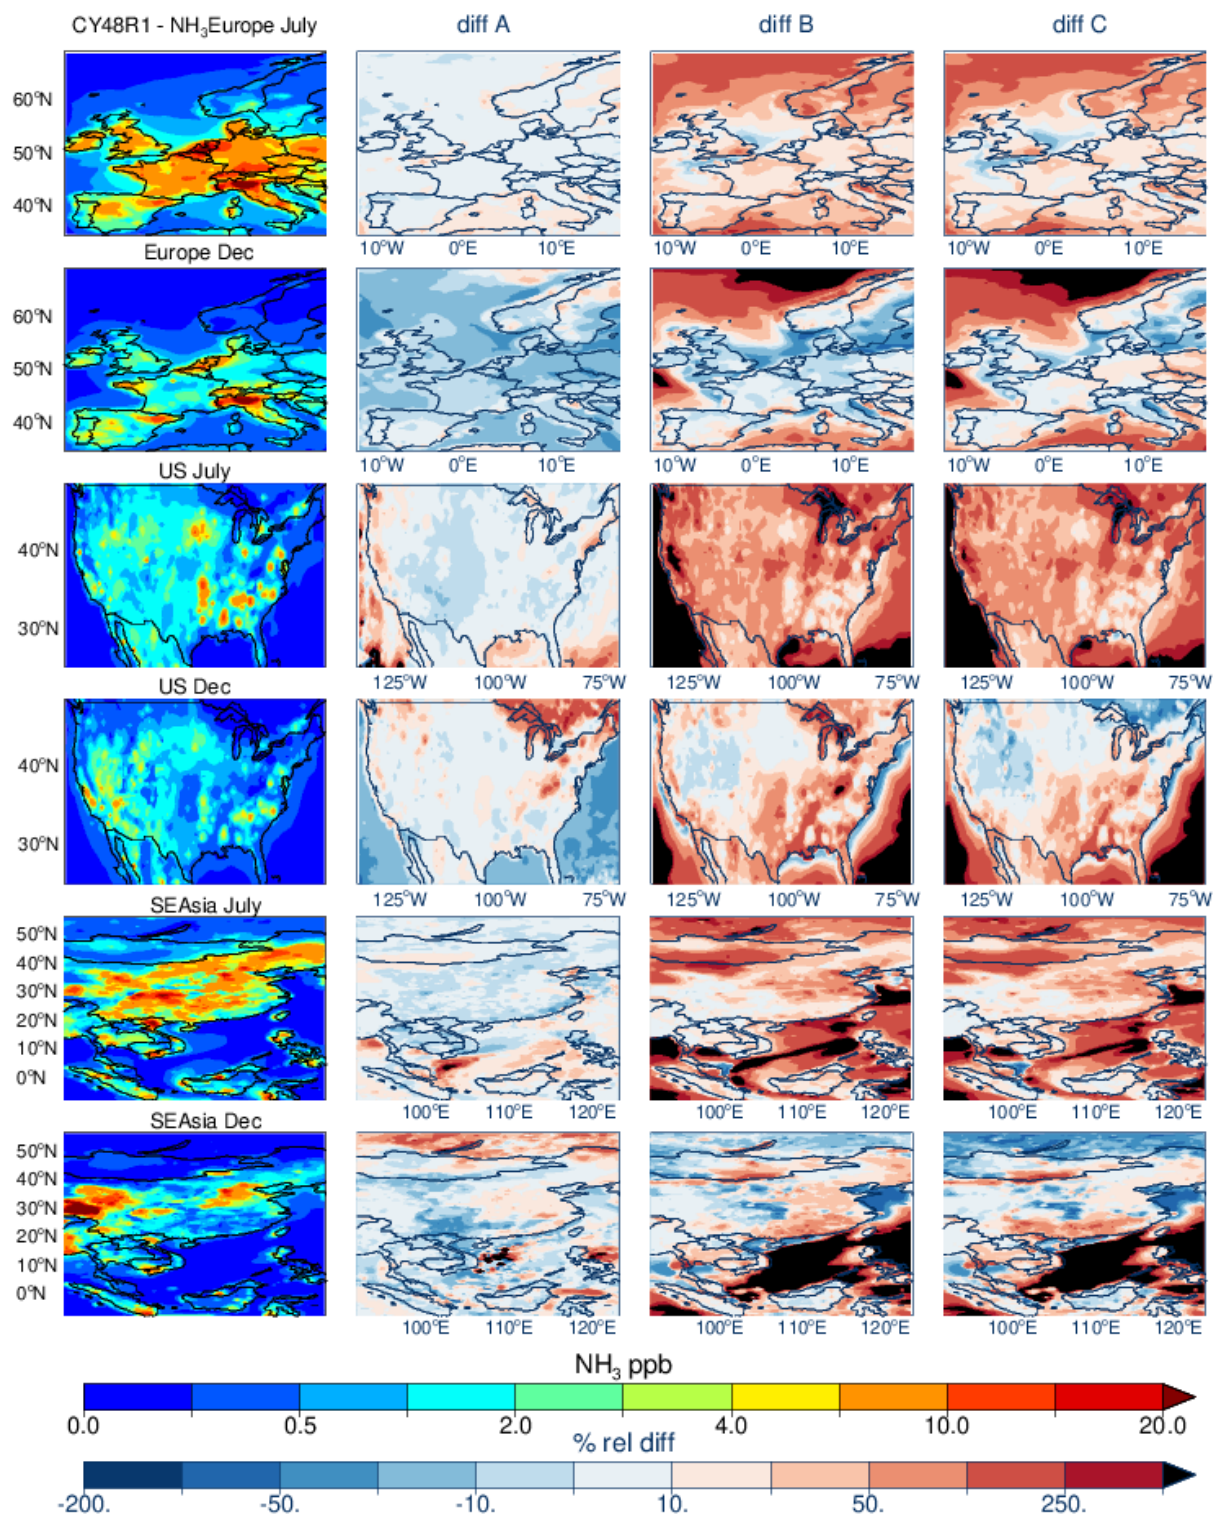 CY48R1 - NH₃Europe July diff A diff B diff C
60°N
50°N
40°N
10°W 0°E 10°E 10°W 0°E 10°E 10°W 0°E 10°E
Europe Dec
60°N
50°N
40°N
10°W 0°E 10°E 10°W 0°E 10°E 10°W 0°E 10°E
US July
40°N
30°N
125°W 100°W 75°W 125°W 100°W 75°W 125°W 100°W 75°W
US Dec
40°N
30°N
125°W 100°W 75°W 125°W 100°W 75°W 125°W 100°W 75°W
SEAsia July
50°N
40°N
30°N
20°N
10°N
0°N
100°E 110°E 120°E 100°E 110°E 120°E 100°E 110°E 120°E
SEAsia Dec
50°N
40°N
30°N
20°N
10°N
0°N
100°E 110°E 120°E 100°E 110°E 120°E 100°E 110°E 120°E
NH₃ ppb
0.0 0.5 2.0 4.0 10.0 20.0
% rel diff
-200. -50. -10. 10. 50. 250.